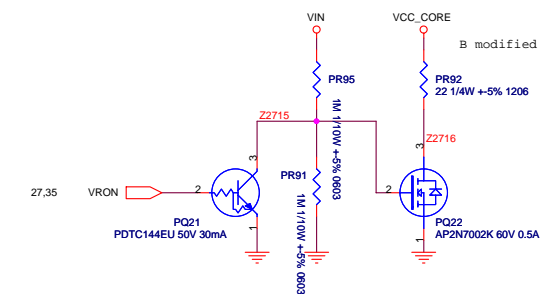 VIN
VCC_CORE
B modified
PR95
1M 1/10W +-5% 0603
PR92
22 1/4W +-5% 1206
Z2715
3
Z2716
3
PR91
1M 1/10W +-5% 0603
27,35
VRON
2
2
1
1
PQ21
PDTC144EU 50V 30mA
PQ22
AP2N7002K 60V 0.5A